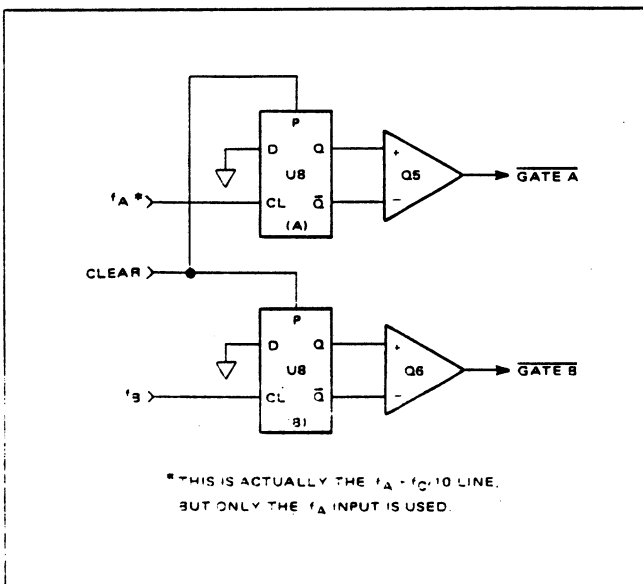 P
D
Q
U8
Q5
+
-
GATE A
fA *
CL
Q̅
(A)
CLEAR
P
D
Q
U8
Q6
+
-
GATE B
fB
CL
Q̅
B)
* THIS IS ACTUALLY THE fA - fC/10 LINE,
BUT ONLY THE fA INPUT IS USED.